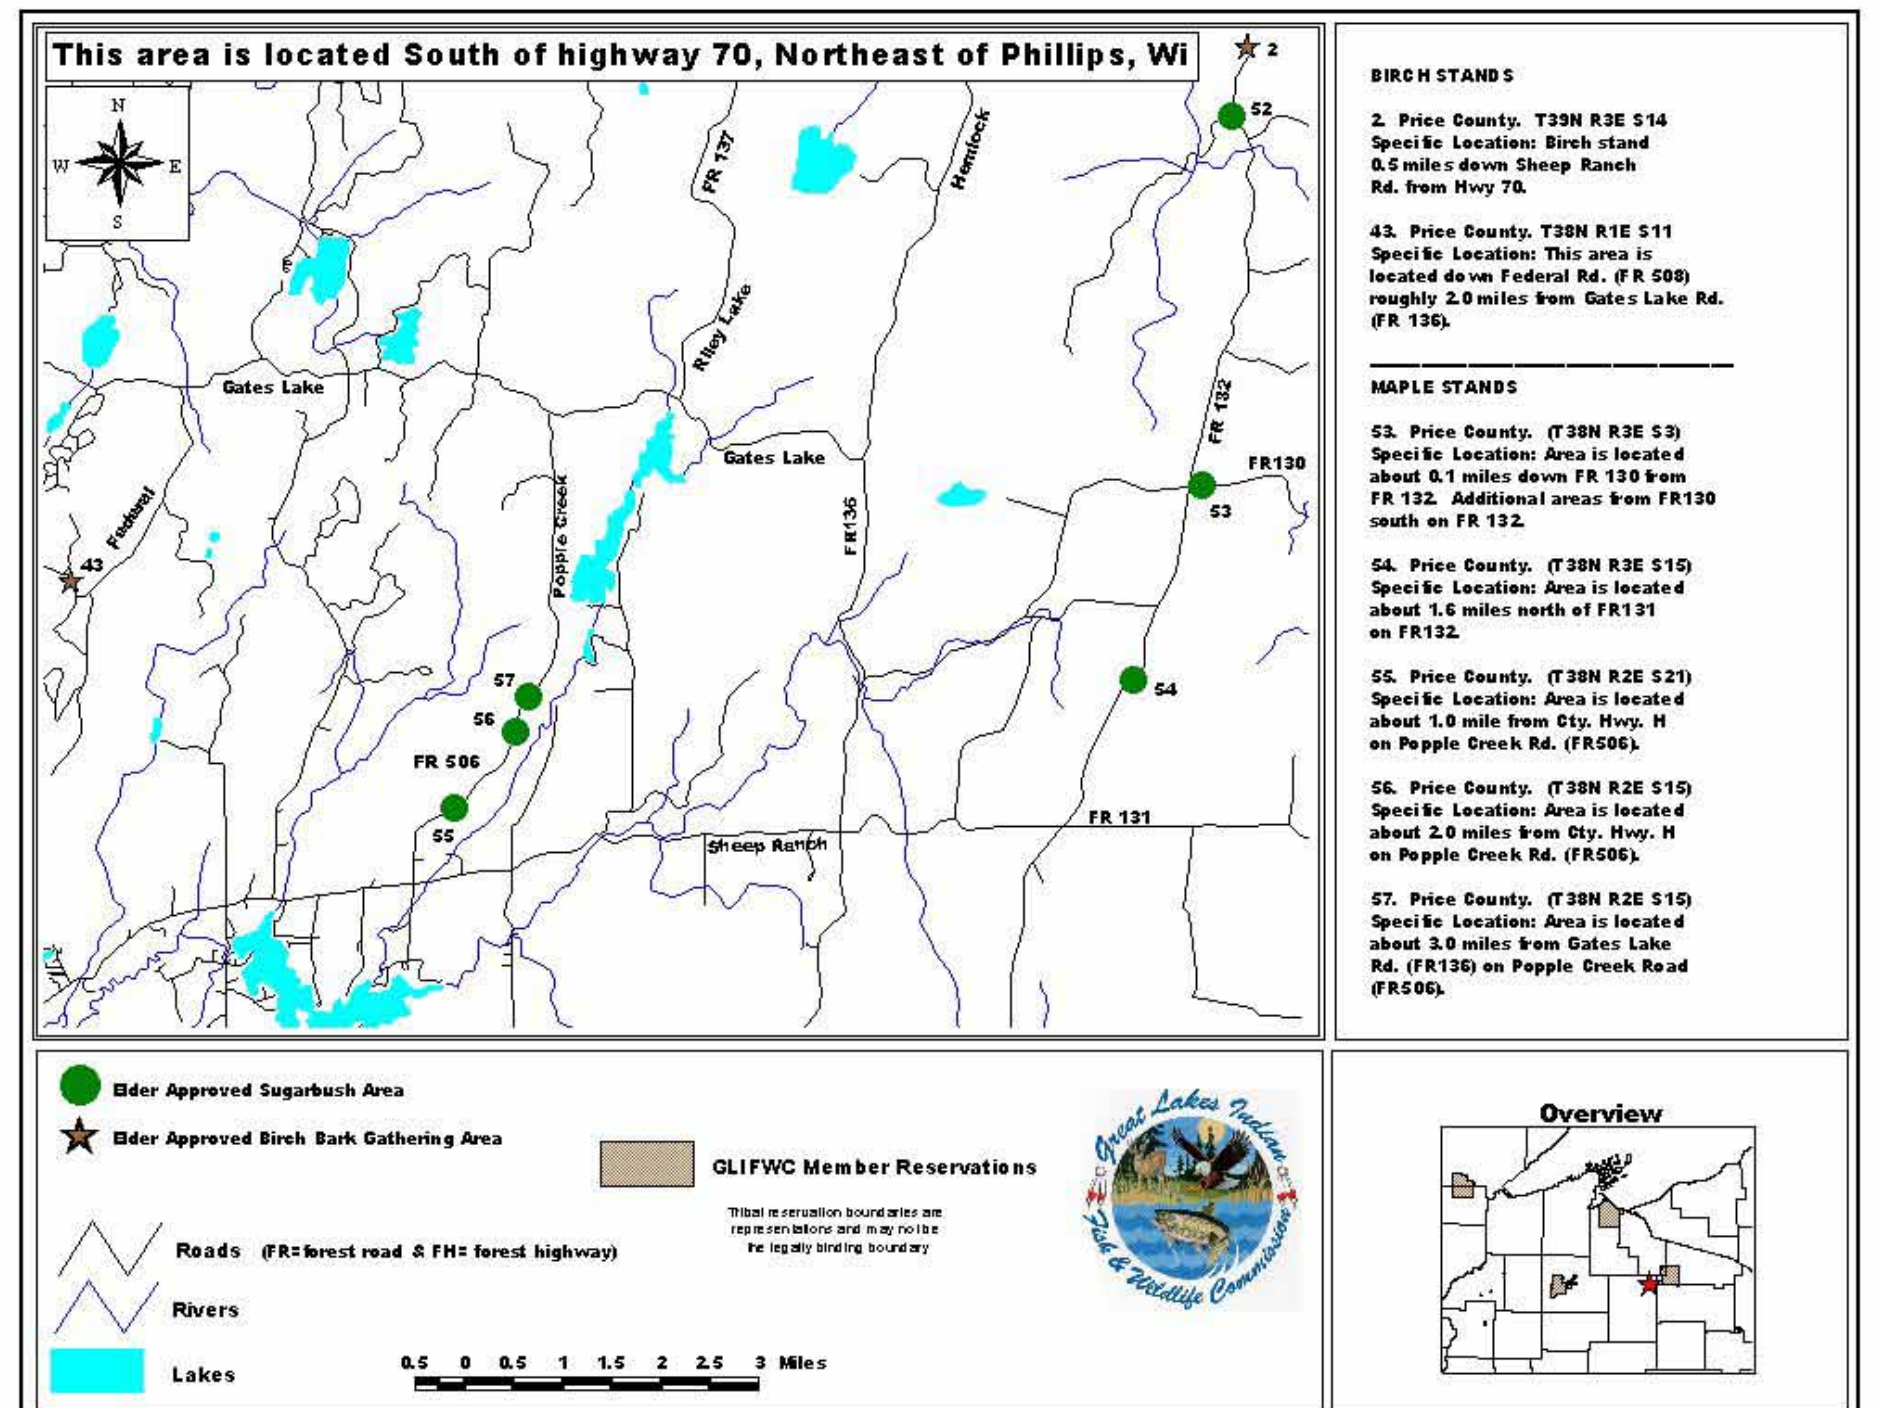 This area is located South of highway 70, Northeast of Phillips, Wi
N
W E
S
2
52
FR 137
Hemlock
Riley Lake
Gates Lake
FR 132
Gates Lake
FR130
53
Federal
43
Popple Creek
FR136
57
56
54
FR 506
55
FR 131
Sheep Ranch
BIRCH STANDS
2. Price County. T39N R3E S14
Specific Location: Birch stand
0.5 miles down Sheep Ranch
Rd. from Hwy 70.
43. Price County. T38N R1E S11
Specific Location: This area is
located down Federal Rd. (FR 508)
roughly 2.0 miles from Gates Lake Rd.
(FR 136).
MAPLE STANDS
53. Price County. (T38N R3E S3)
Specific Location: Area is located
about 0.1 miles down FR 130 from
FR 132. Additional areas from FR130
south on FR 132.
54. Price County. (T38N R3E S15)
Specific Location: Area is located
about 1.6 miles north of FR131
on FR132.
55. Price County. (T38N R2E S21)
Specific Location: Area is located
about 1.0 mile from Cty. Hwy. H
on Popple Creek Rd. (FR506).
56. Price County. (T38N R2E S15)
Specific Location: Area is located
about 2.0 miles from Cty. Hwy. H
on Popple Creek Rd. (FR506).
57. Price County. (T38N R2E S15)
Specific Location: Area is located
about 3.0 miles from Gates Lake
Rd. (FR136) on Popple Creek Road
(FR506).
Elder Approved Sugarbush Area
Elder Approved Birch Bark Gathering Area
GLIFWC Member Reservations
Tribal reservation boundaries are
representations and may not be
the legally binding boundary
Roads (FR=forest road & FH= forest highway)
Rivers
Lakes
0.5 0 0.5 1 1.5 2 2.5 3 Miles
Great Lakes Indian
Fish & Wildlife Commission
Overview